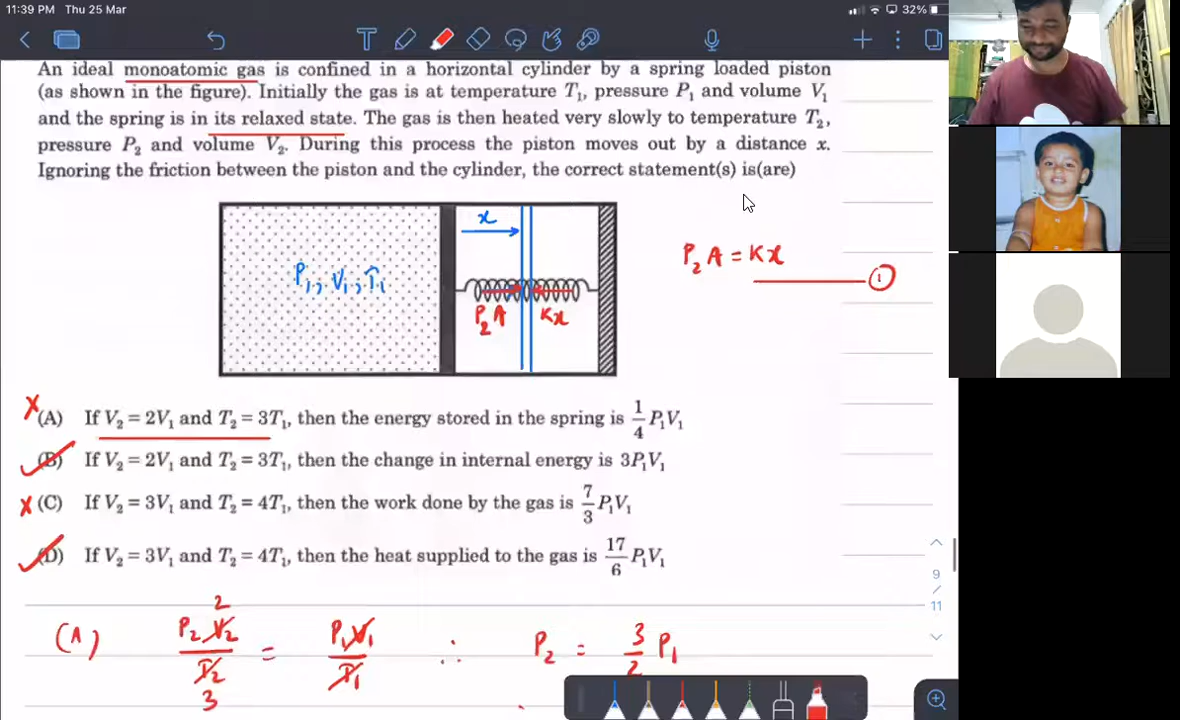 11:39 PM Thu 25 Mar 32%
An ideal monoatomic gas is confined in a horizontal cylinder by a spring loaded piston
(as shown in the figure). Initially the gas is at temperature T₁, pressure P₁ and volume V₁
and the spring is in its relaxed state. The gas is then heated very slowly to temperature T₂,
pressure P₂ and volume V₂. During this process the piston moves out by a distance x.
Ignoring the friction between the piston and the cylinder, the correct statement(s) is(are)
x
P₁, V₁, T₁
P₂A Kx
P₂A = Kx ①
(A) If V₂ = 2V₁ and T₂ = 3T₁, then the energy stored in the spring is 1/4 P₁V₁
(B) If V₂ = 2V₁ and T₂ = 3T₁, then the change in internal energy is 3P₁V₁
(C) If V₂ = 3V₁ and T₂ = 4T₁, then the work done by the gas is 7/3 P₁V₁
(D) If V₂ = 3V₁ and T₂ = 4T₁, then the heat supplied to the gas is 17/6 P₁V₁
9
/
11
2
(A) P₂V₂/T₂ = P₁V₁/T₁ ∴ P₂ = 3/2 P₁
3